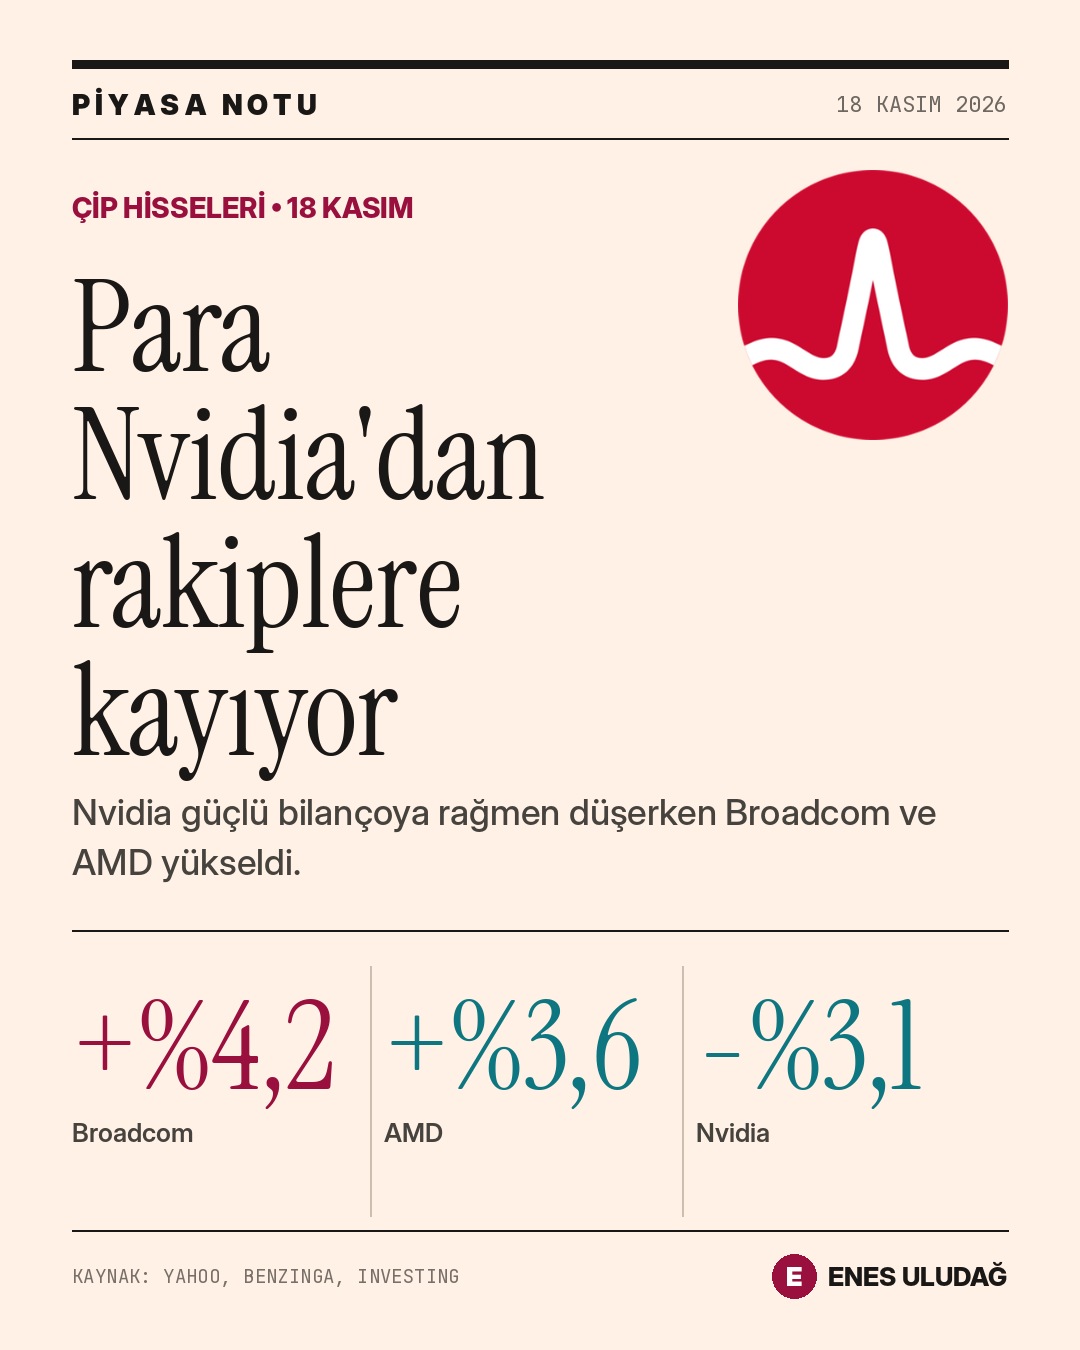 PİYASA NOTU
18 KASIM 2026
ÇİP HİSSELERİ • 18 KASIM
Para
Nvidia'dan
rakiplere
kayıyor
Nvidia güçlü bilançoya rağmen düşerken Broadcom ve
AMD yükseldi.
+%4,2
Broadcom
+%3,6
AMD
-%3,1
Nvidia
KAYNAK: YAHOO, BENZINGA, INVESTING
E ENES ULUDAĞ